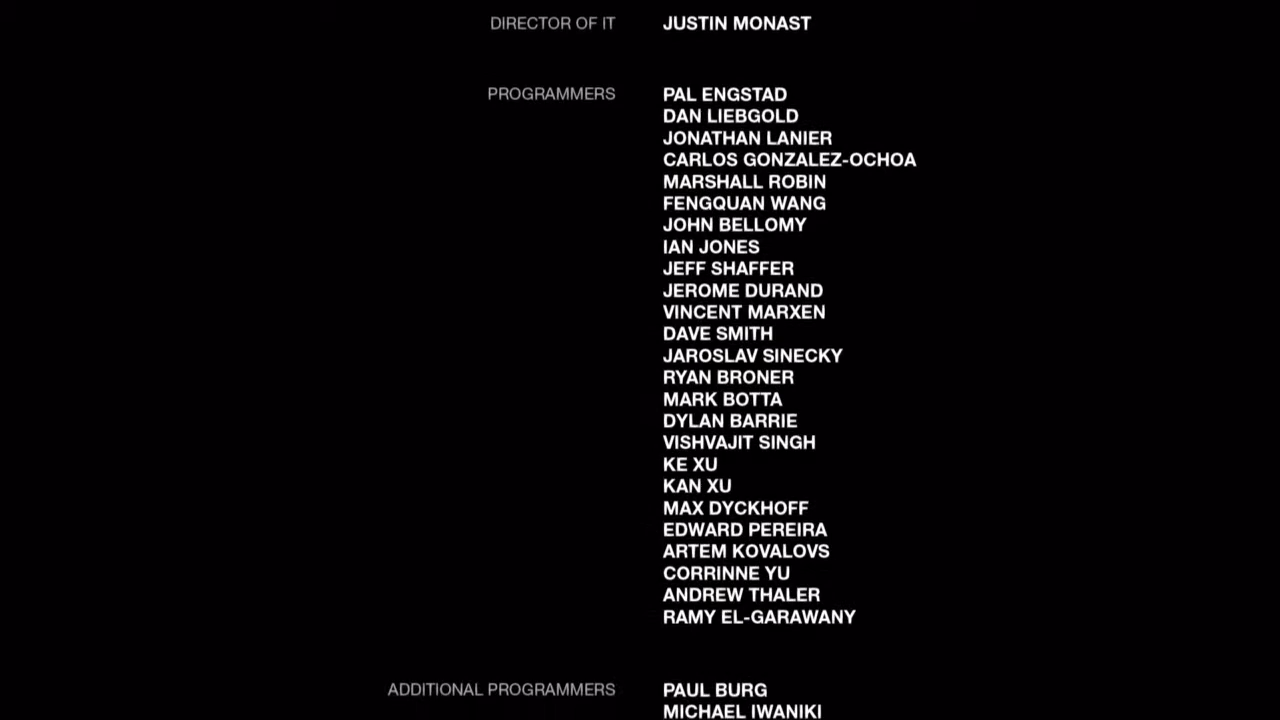 DIRECTOR OF IT JUSTIN MONAST
PROGRAMMERS PAL ENGSTAD
DAN LIEBGOLD
JONATHAN LANIER
CARLOS GONZALEZ-OCHOA
MARSHALL ROBIN
FENGQUAN WANG
JOHN BELLOMY
IAN JONES
JEFF SHAFFER
JEROME DURAND
VINCENT MARXEN
DAVE SMITH
JAROSLAV SINECKY
RYAN BRONER
MARK BOTTA
DYLAN BARRIE
VISHVAJIT SINGH
KE XU
KAN XU
MAX DYCKHOFF
EDWARD PEREIRA
ARTEM KOVALOVS
CORRINNE YU
ANDREW THALER
RAMY EL-GARAWANY
ADDITIONAL PROGRAMMERS PAUL BURG
MICHAEL IWANIKI